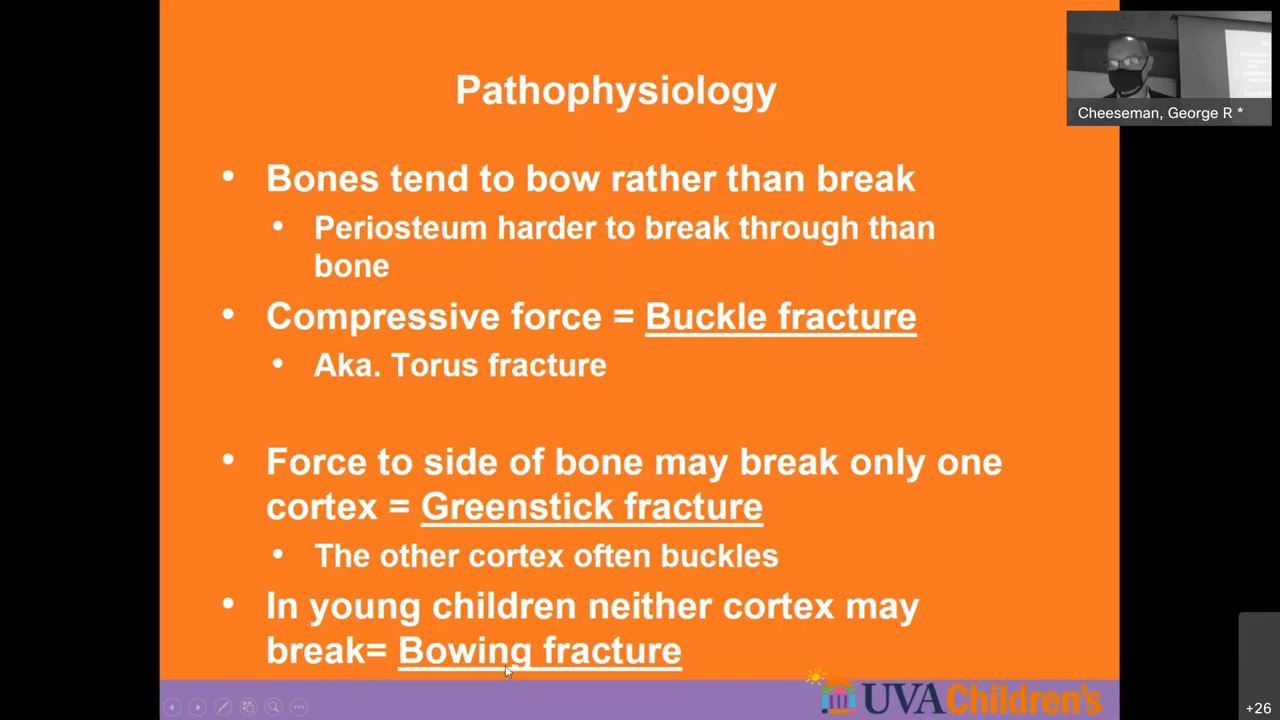 Pathophysiology
Cheeseman, George R *
• Bones tend to bow rather than break
• Periosteum harder to break through than
bone
• Compressive force = Buckle fracture
• Aka. Torus fracture
• Force to side of bone may break only one
cortex = Greenstick fracture
• The other cortex often buckles
• In young children neither cortex may
break= Bowing fracture
UVA Children's
+26